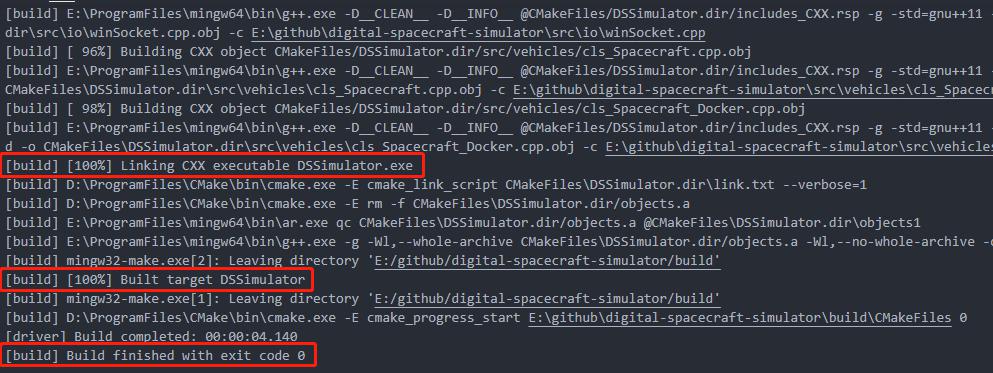 [build] E:\ProgramFiles\mingw64\bin\g++.exe -D__CLEAN__ -D__INFO__ @CMakeFiles/DSSimulator.dir/includes_CXX.rsp -g -std=gnu++11 -
dir\src\io\winSocket.cpp.obj -c E:\github\digital-spacecraft-simulator\src\io\winSocket.cpp
[build] [ 96%] Building CXX object CMakeFiles/DSSimulator.dir/src/vehicles/cls_Spacecraft.cpp.obj
[build] E:\ProgramFiles\mingw64\bin\g++.exe -D__CLEAN__ -D__INFO__ @CMakeFiles/DSSimulator.dir/includes_CXX.rsp -g -std=gnu++11 -
CMakeFiles\DSSimulator.dir\src\vehicles\cls_Spacecraft.cpp.obj -c E:\github\digital-spacecraft-simulator\src\vehicles\cls_Spacec
[build] [ 98%] Building CXX object CMakeFiles/DSSimulator.dir/src/vehicles/cls_Spacecraft_Docker.cpp.obj
[build] E:\ProgramFiles\mingw64\bin\g++.exe -D__CLEAN__ -D__INFO__ @CMakeFiles/DSSimulator.dir/includes_CXX.rsp -g -std=gnu++11 -
d -o CMakeFiles\DSSimulator.dir\src\vehicles\cls_Spacecraft_Docker.cpp.obj -c E:\github\digital-spacecraft-simulator\src\vehicles
[build] [100%] Linking CXX executable DSSimulator.exe
[build] D:\ProgramFiles\CMake\bin\cmake.exe -E cmake_link_script CMakeFiles\DSSimulator.dir\link.txt --verbose=1
[build] D:\ProgramFiles\CMake\bin\cmake.exe -E rm -f CMakeFiles\DSSimulator.dir/objects.a
[build] E:\ProgramFiles\mingw64\bin\ar.exe qc CMakeFiles\DSSimulator.dir/objects.a @CMakeFiles\DSSimulator.dir\objects1
[build] E:\ProgramFiles\mingw64\bin\g++.exe -g -Wl,--whole-archive CMakeFiles\DSSimulator.dir/objects.a -Wl,--no-whole-archive -o
[build] mingw32-make.exe[2]: Leaving directory 'E:/github/digital-spacecraft-simulator/build'
[build] [100%] Built target DSSimulator
[build] mingw32-make.exe[1]: Leaving directory 'E:/github/digital-spacecraft-simulator/build'
[build] D:\ProgramFiles\CMake\bin\cmake.exe -E cmake_progress_start E:\github\digital-spacecraft-simulator\build\CMakeFiles 0
[driver] Build completed: 00:00:04.140
[build] Build finished with exit code 0